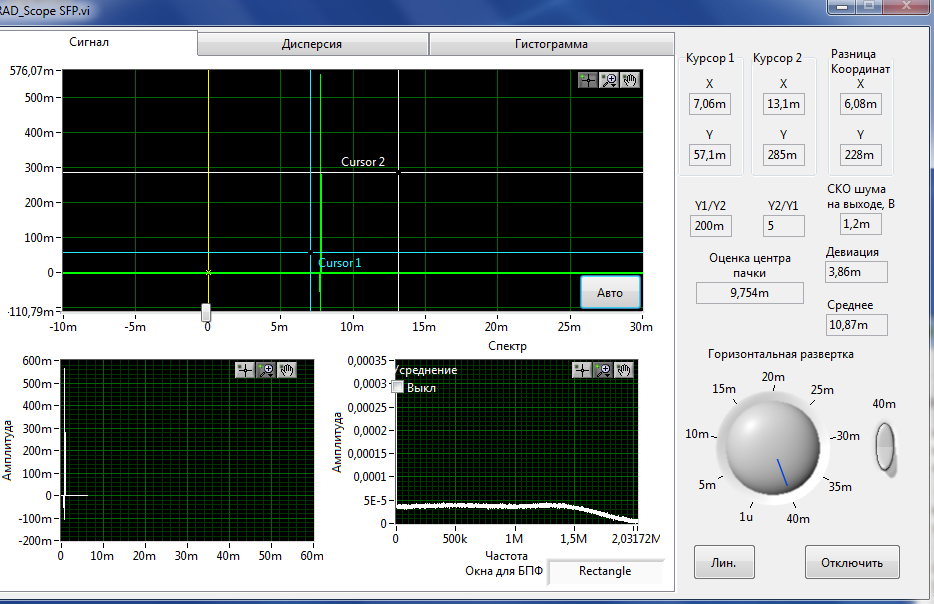 RAD_Scope SFP.vi
Сигнал
Дисперсия
Гистограмма
576,07m
500m
400m
300m
200m
100m
0
-110,79m
Cursor 2
Cursor 1
Авто
-10m -5m 0 5m 10m 15m 20m 25m 30m
Курсор 1
X
7,06m
Y
57,1m
Курсор 2
X
13,1m
Y
285m
Разница
Координат
X
6,08m
Y
228m
Y1/Y2
200m
Y2/Y1
5
СКО шума
на выходе, В
1,2m
Оценка центра
пачки
9,754m
Девиация
3,86m
Среднее
10,87m
Амплитуда
600m
500m
400m
300m
200m
100m
0
-100m
-200m
0 10m 20m 30m 40m 50m 60m
Спектр
Амплитуда
0,00035
0,0003
0,00025
0,0002
0,00015
0,0001
5E-5
0
Усреднение
Выкл
0 500k 1M 1,5M 2,03172M
Частота
Окна для БПФ
Rectangle
Горизонтальная развертка
1u
5m
10m
15m
20m
25m
30m
35m
40m
40m
Лин.
Отключить